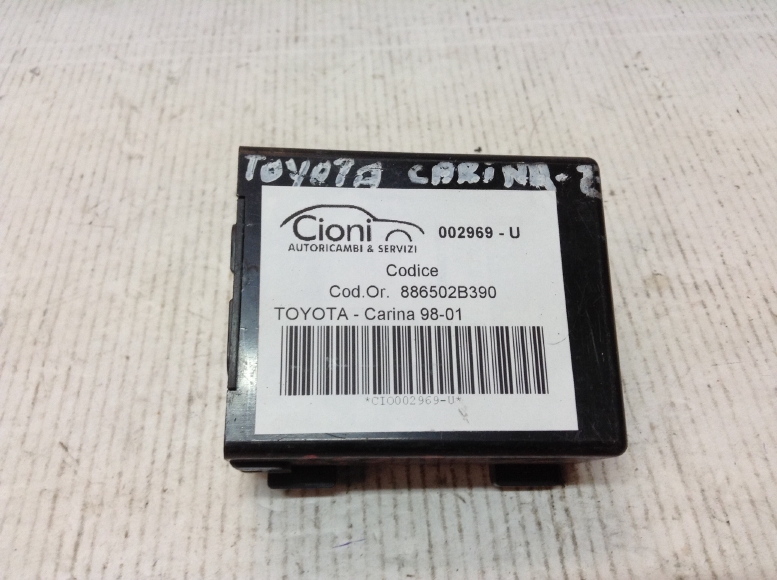 TOYOTA CARINA-2
Cioni
AUTORICAMBI & SERVIZI
002969 - U
Codice
Cod.Or. 886502B390
TOYOTA - Carina 98-01
*CIO002969-U*